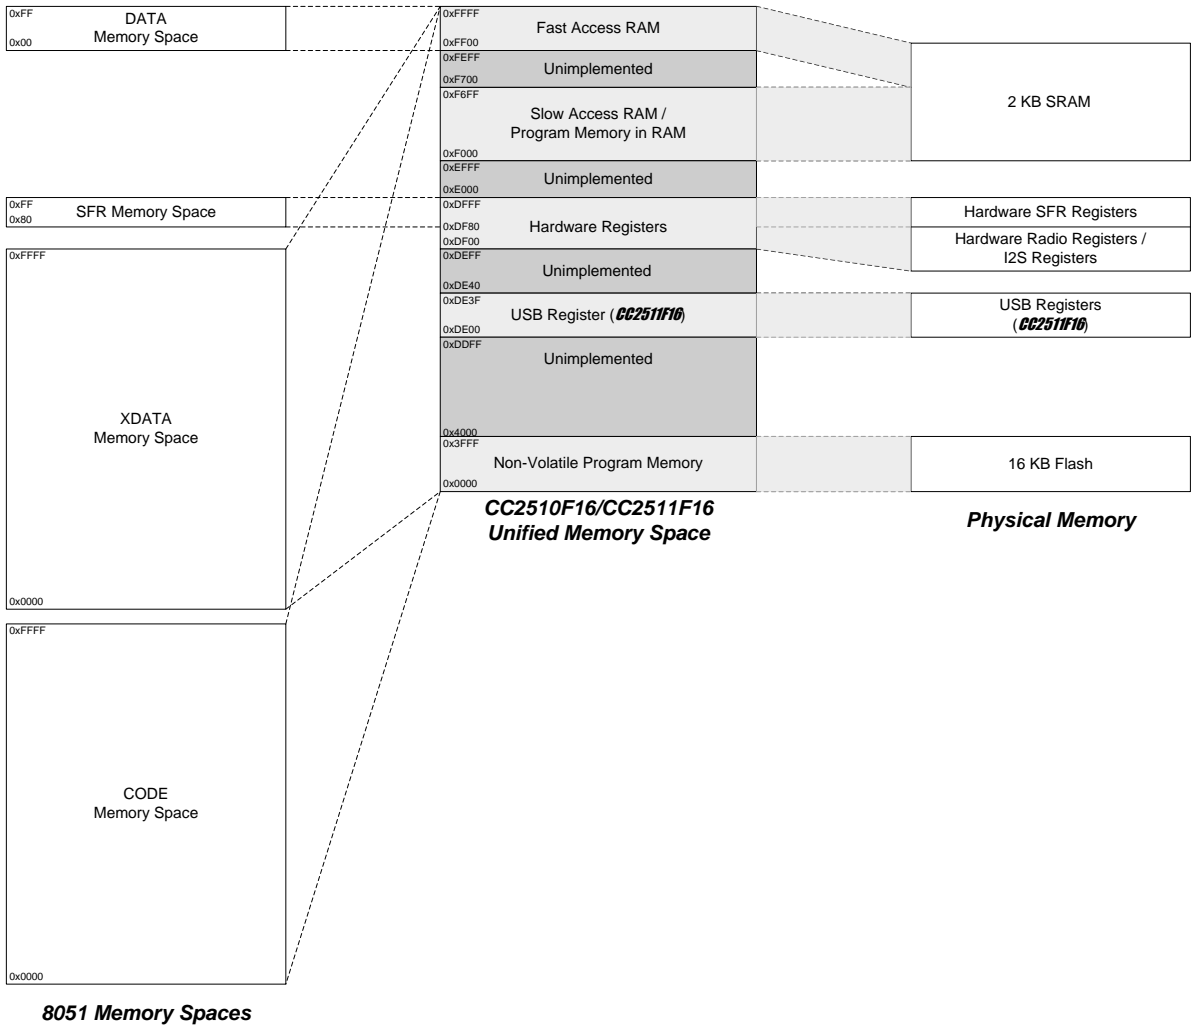 0xFF
DATA
Memory Space
0x00
0xFF
SFR Memory Space
0x80
0xFFFF
XDATA
Memory Space
0x0000
0xFFFF
CODE
Memory Space
0x0000
8051 Memory Spaces
0xFFFF
Fast Access RAM
0xFF00
0xFEFF
Unimplemented
0xF700
0xF6FF
Slow Access RAM /
Program Memory in RAM
0xF000
0xEFFF
Unimplemented
0xE000
0xDFFF
Hardware Registers
0xDF80
0xDF00
0xDEFF
Unimplemented
0xDE40
0xDE3F
USB Register (CC2511F16)
0xDE00
0xDDFF
Unimplemented
0x4000
0x3FFF
Non-Volatile Program Memory
0x0000
CC2510F16/CC2511F16
Unified Memory Space
2 KB SRAM
Hardware SFR Registers
Hardware Radio Registers /
I2S Registers
USB Registers
(CC2511F16)
16 KB Flash
Physical Memory